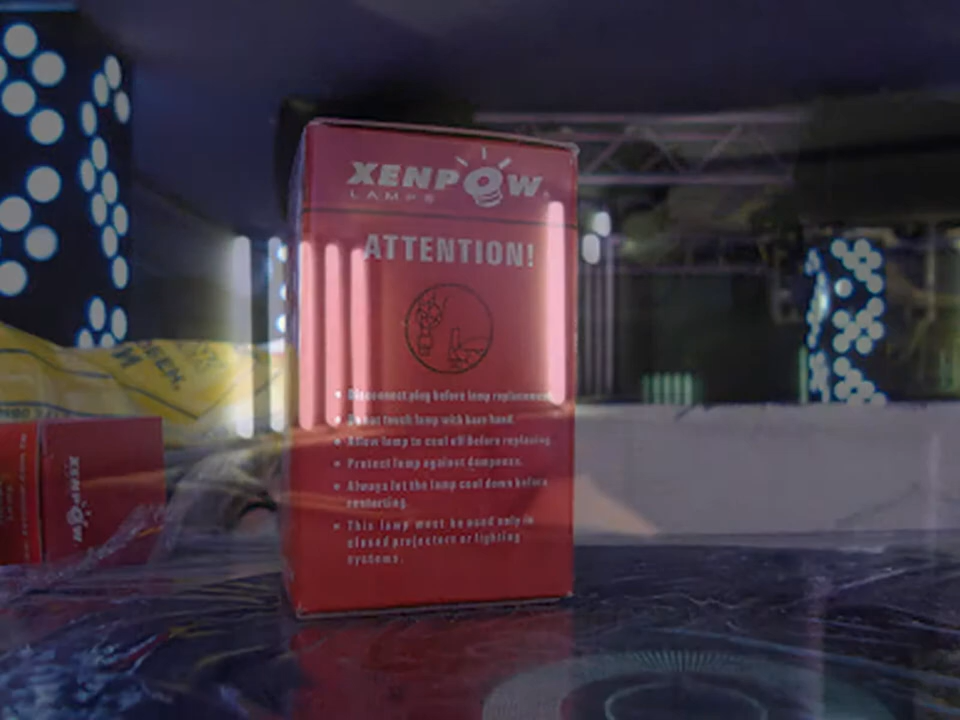 XENPOW
LAMPS
ATTENTION!
• Disconnect plug before lamp replacement.
• Do not touch lamp with bare hand.
• Allow lamp to cool off before replacing.
• Protect lamp against dampness.
• Always let the lamp cool down before
restarting.
• This lamp must be used only in
closed projectors or lighting
systems.
XENPOW